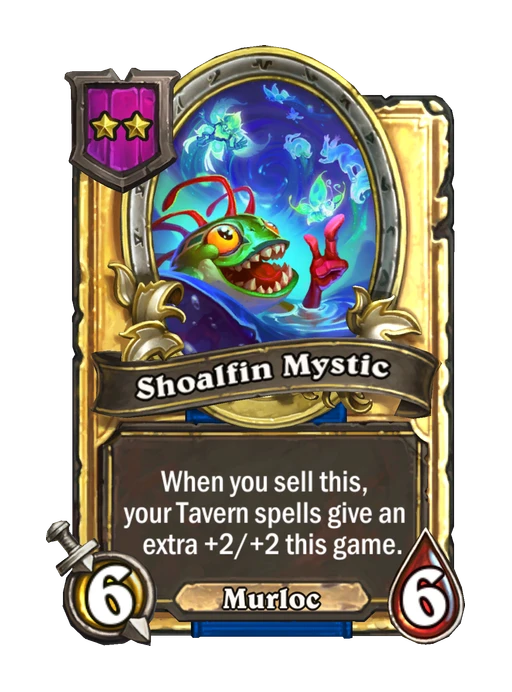 Shoalfin Mystic
When you sell this,
your Tavern spells give an
extra +2/+2 this game.
6
Murloc
6